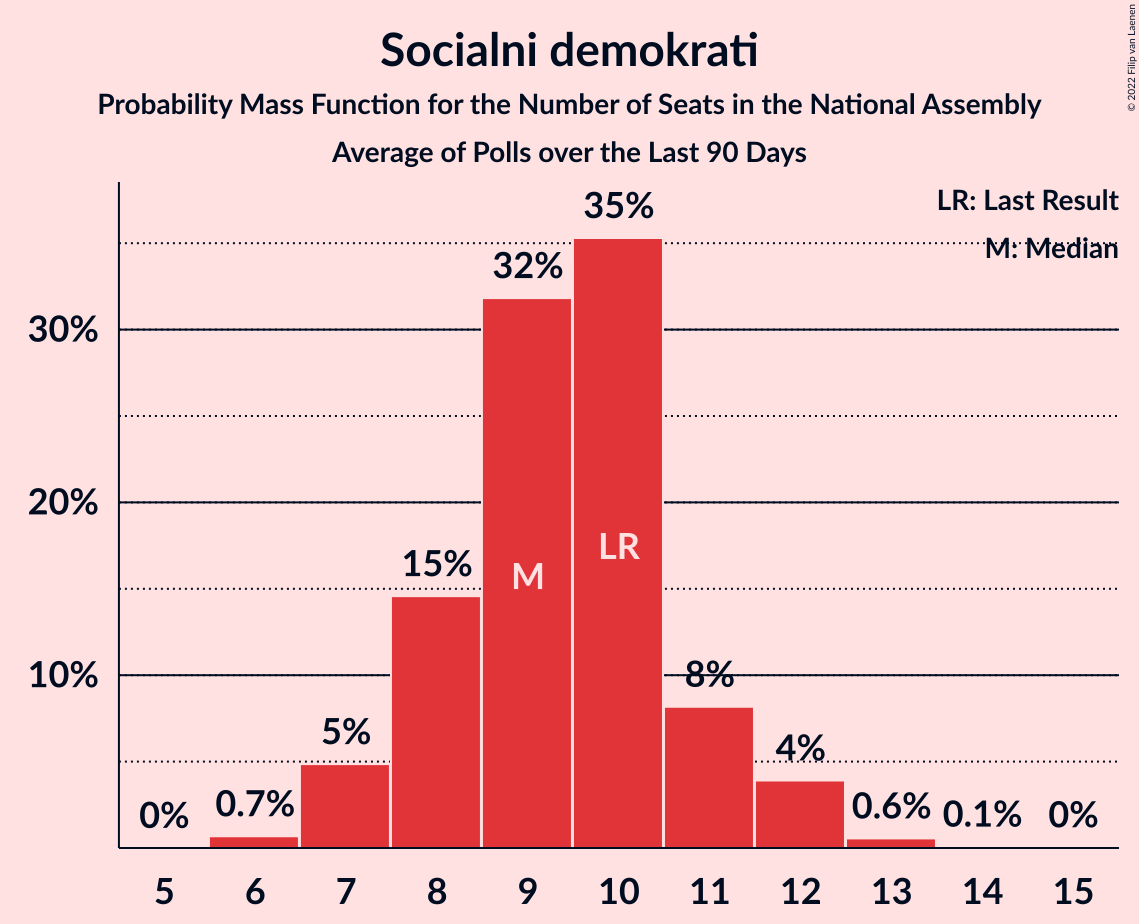 Socialni demokrati
Probability Mass Function for the Number of Seats in the National Assembly
Average of Polls over the Last 90 Days
© 2022 Filip van Laenen
LR: Last Result
M: Median
30%
20%
10%
0%
0.7%
5%
15%
32%
35%
8%
4%
0.6%
0.1%
0%
M
LR
5 6 7 8 9 10 11 12 13 14 15